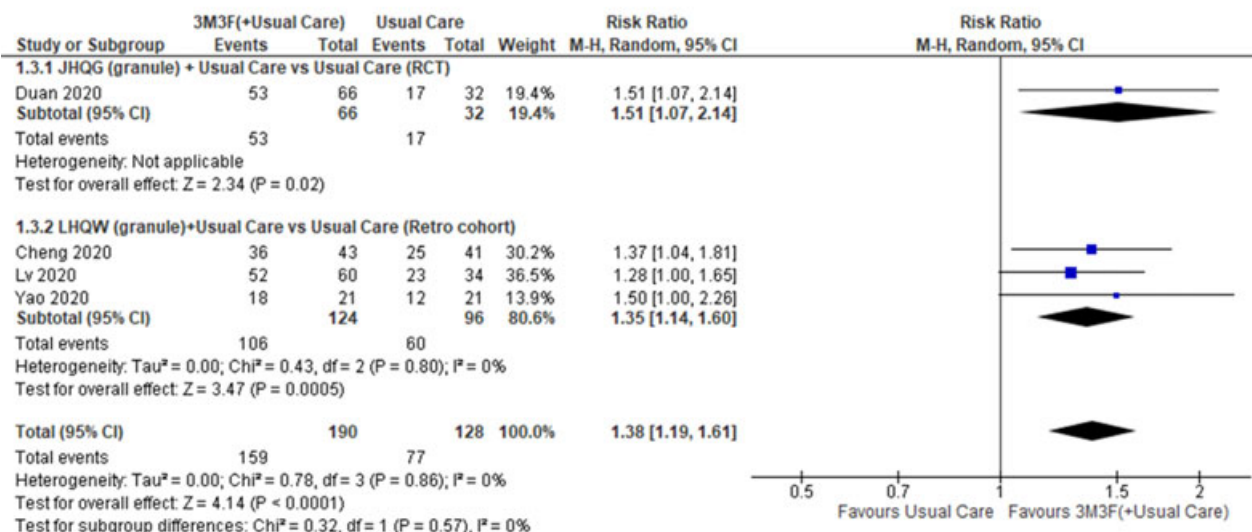 3M3F(+Usual Care) Usual Care Risk Ratio Risk Ratio
Study or Subgroup Events Total Events Total Weight M-H, Random, 95% CI M-H, Random, 95% CI
1.3.1 JHQG (granule) + Usual Care vs Usual Care (RCT)
Duan 2020 53 66 17 32 19.4% 1.51 [1.07, 2.14]
Subtotal (95% CI) 66 32 19.4% 1.51 [1.07, 2.14]
Total events 53 17
Heterogeneity: Not applicable
Test for overall effect: Z = 2.34 (P = 0.02)
1.3.2 LHQW (granule)+Usual Care vs Usual Care (Retro cohort)
Cheng 2020 36 43 25 41 30.2% 1.37 [1.04, 1.81]
Lv 2020 52 60 23 34 36.5% 1.28 [1.00, 1.65]
Yao 2020 18 21 12 21 13.9% 1.50 [1.00, 2.26]
Subtotal (95% CI) 124 96 80.6% 1.35 [1.14, 1.60]
Total events 106 60
Heterogeneity: Tau² = 0.00; Chi² = 0.43, df = 2 (P = 0.80); I² = 0%
Test for overall effect: Z = 3.47 (P = 0.0005)
Total (95% CI) 190 128 100.0% 1.38 [1.19, 1.61]
Total events 159 77
Heterogeneity: Tau² = 0.00; Chi² = 0.78, df = 3 (P = 0.86); I² = 0%
Test for overall effect: Z = 4.14 (P < 0.0001)
Test for subgroup differences: Chi² = 0.32, df = 1 (P = 0.57), I² = 0%
0.5 0.7 1 1.5 2
Favours Usual Care Favours 3M3F(+Usual Care)